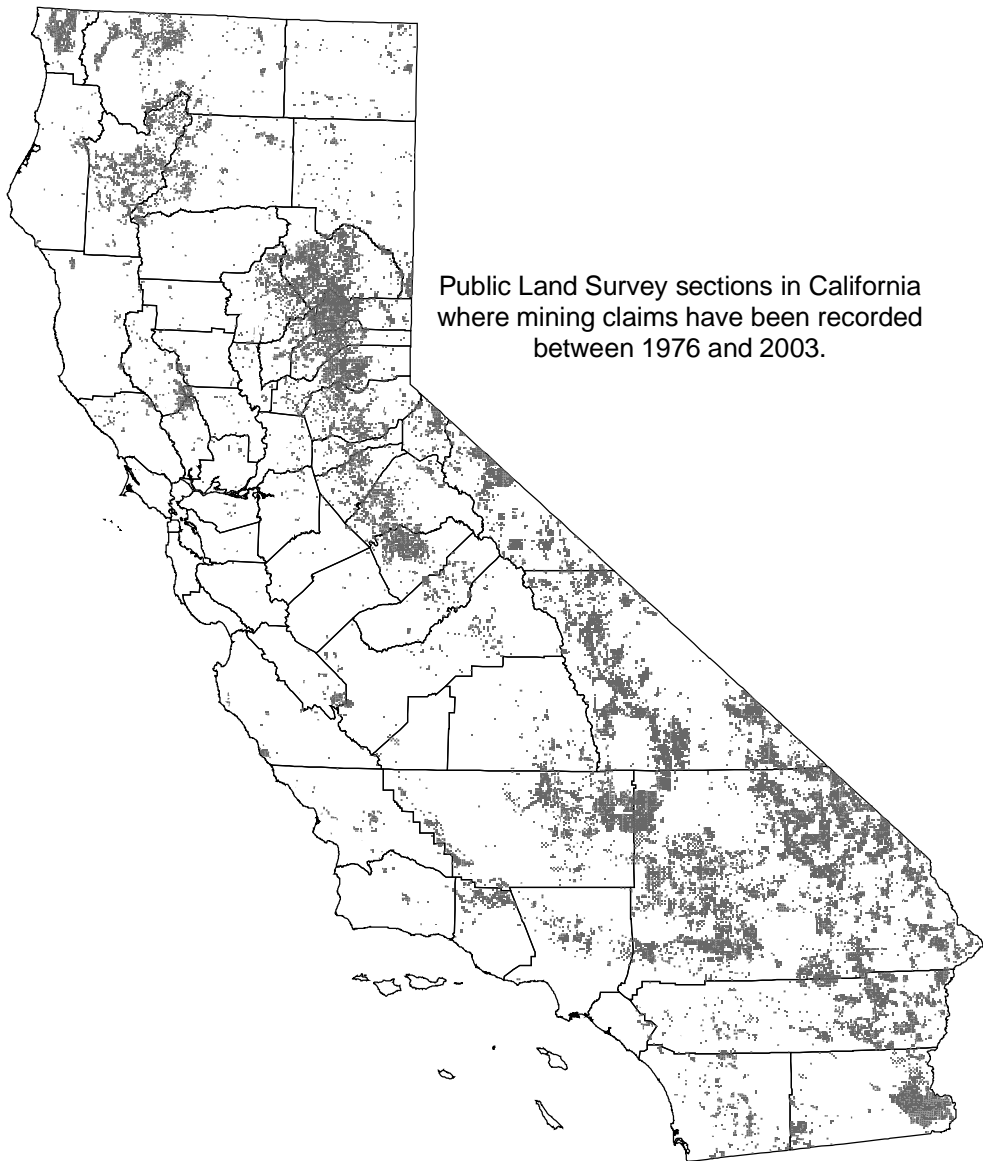 Public Land Survey sections in California
where mining claims have been recorded
between 1976 and 2003.